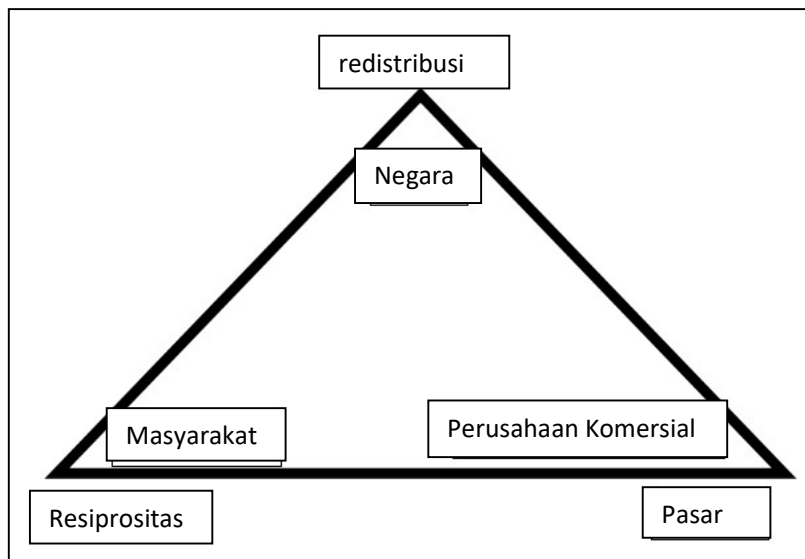 redistribusi
Negara
Masyarakat
Perusahaan Komersial
Resiprositas
Pasar